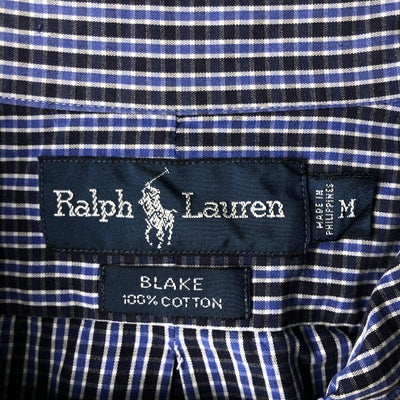 Ralph Lauren
MADE IN
PHILIPPINES
M
BLAKE
100% COTTON